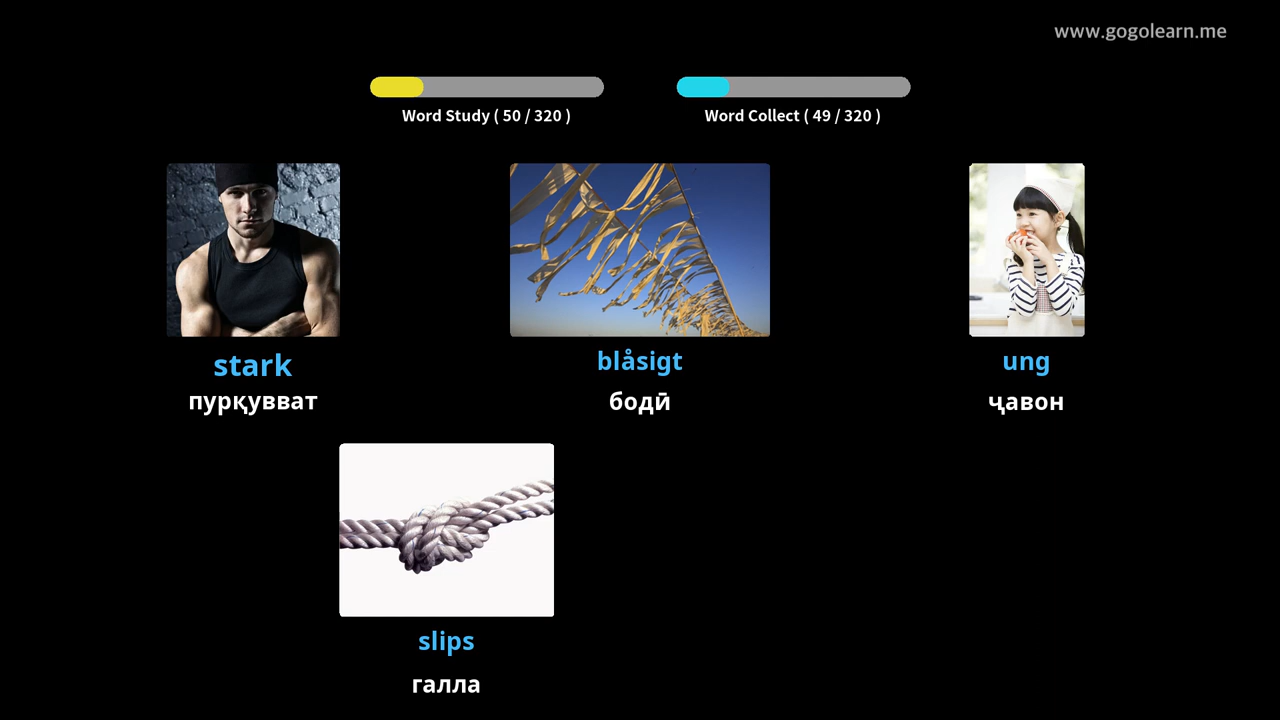 www.gogolearn.me
Word Study ( 50 / 320 )
Word Collect ( 49 / 320 )
stark
blåsigt
ung
пурқувват
бодӣ
ҷавон
slips
галла